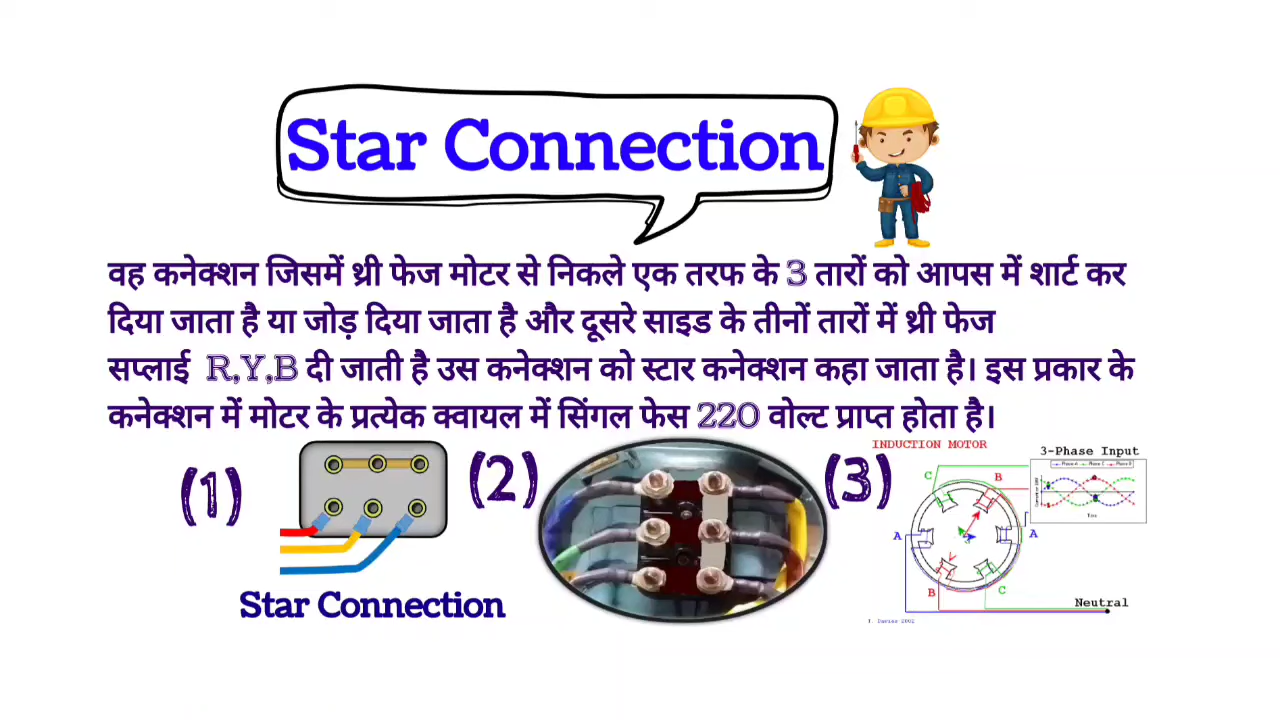 Star Connection
वह कनेक्शन जिसमें थ्री फेज मोटर से निकले एक तरफ के 3 तारों को आपस में शार्ट कर
दिया जाता है या जोड़ दिया जाता है और दूसरे साइड के तीनों तारों में थ्री फेज
सप्लाई R,Y,B दी जाती है उस कनेक्शन को स्टार कनेक्शन कहा जाता है। इस प्रकार के
कनेक्शन में मोटर के प्रत्येक क्वायल में सिंगल फेस 220 वोल्ट प्राप्त होता है।
(1)
Star Connection
(2)
(3)
INDUCTION MOTOR
3-Phase Input
C
B
A
A
B
C
Neutral